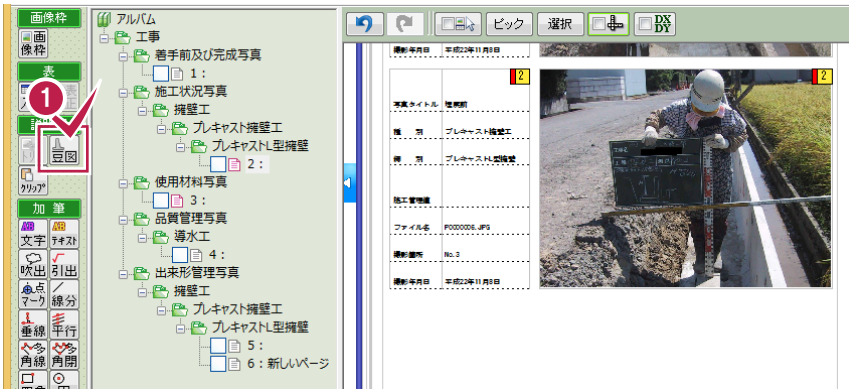 画像枠
画
像枠
表
1
豆図
クリップ
加 筆
文字 テキスト
吹出 引出
点
マーク 線分
垂線 平行
角線 角開
アルバム
工事
着手前及び完成写真
1：
施工状況写真
擁壁工
プレキャスト擁壁工
プレキャストL型擁壁
2：
使用材料写真
3：
品質管理写真
導水工
4：
出来形管理写真
擁壁工
プレキャスト擁壁工
プレキャストL型擁壁
5：
6：新しいページ
ピック 選択 DX
DY
撮影年月日 平成22年11月8日
2
写真タイトル 埋戻前
種 別 プレキャスト擁壁工
細 別 プレキャストL型擁壁
施工管理値
ファイル名 P0000006.JPG
撮影箇所 No.3
撮影年月日 平成22年11月8日
2